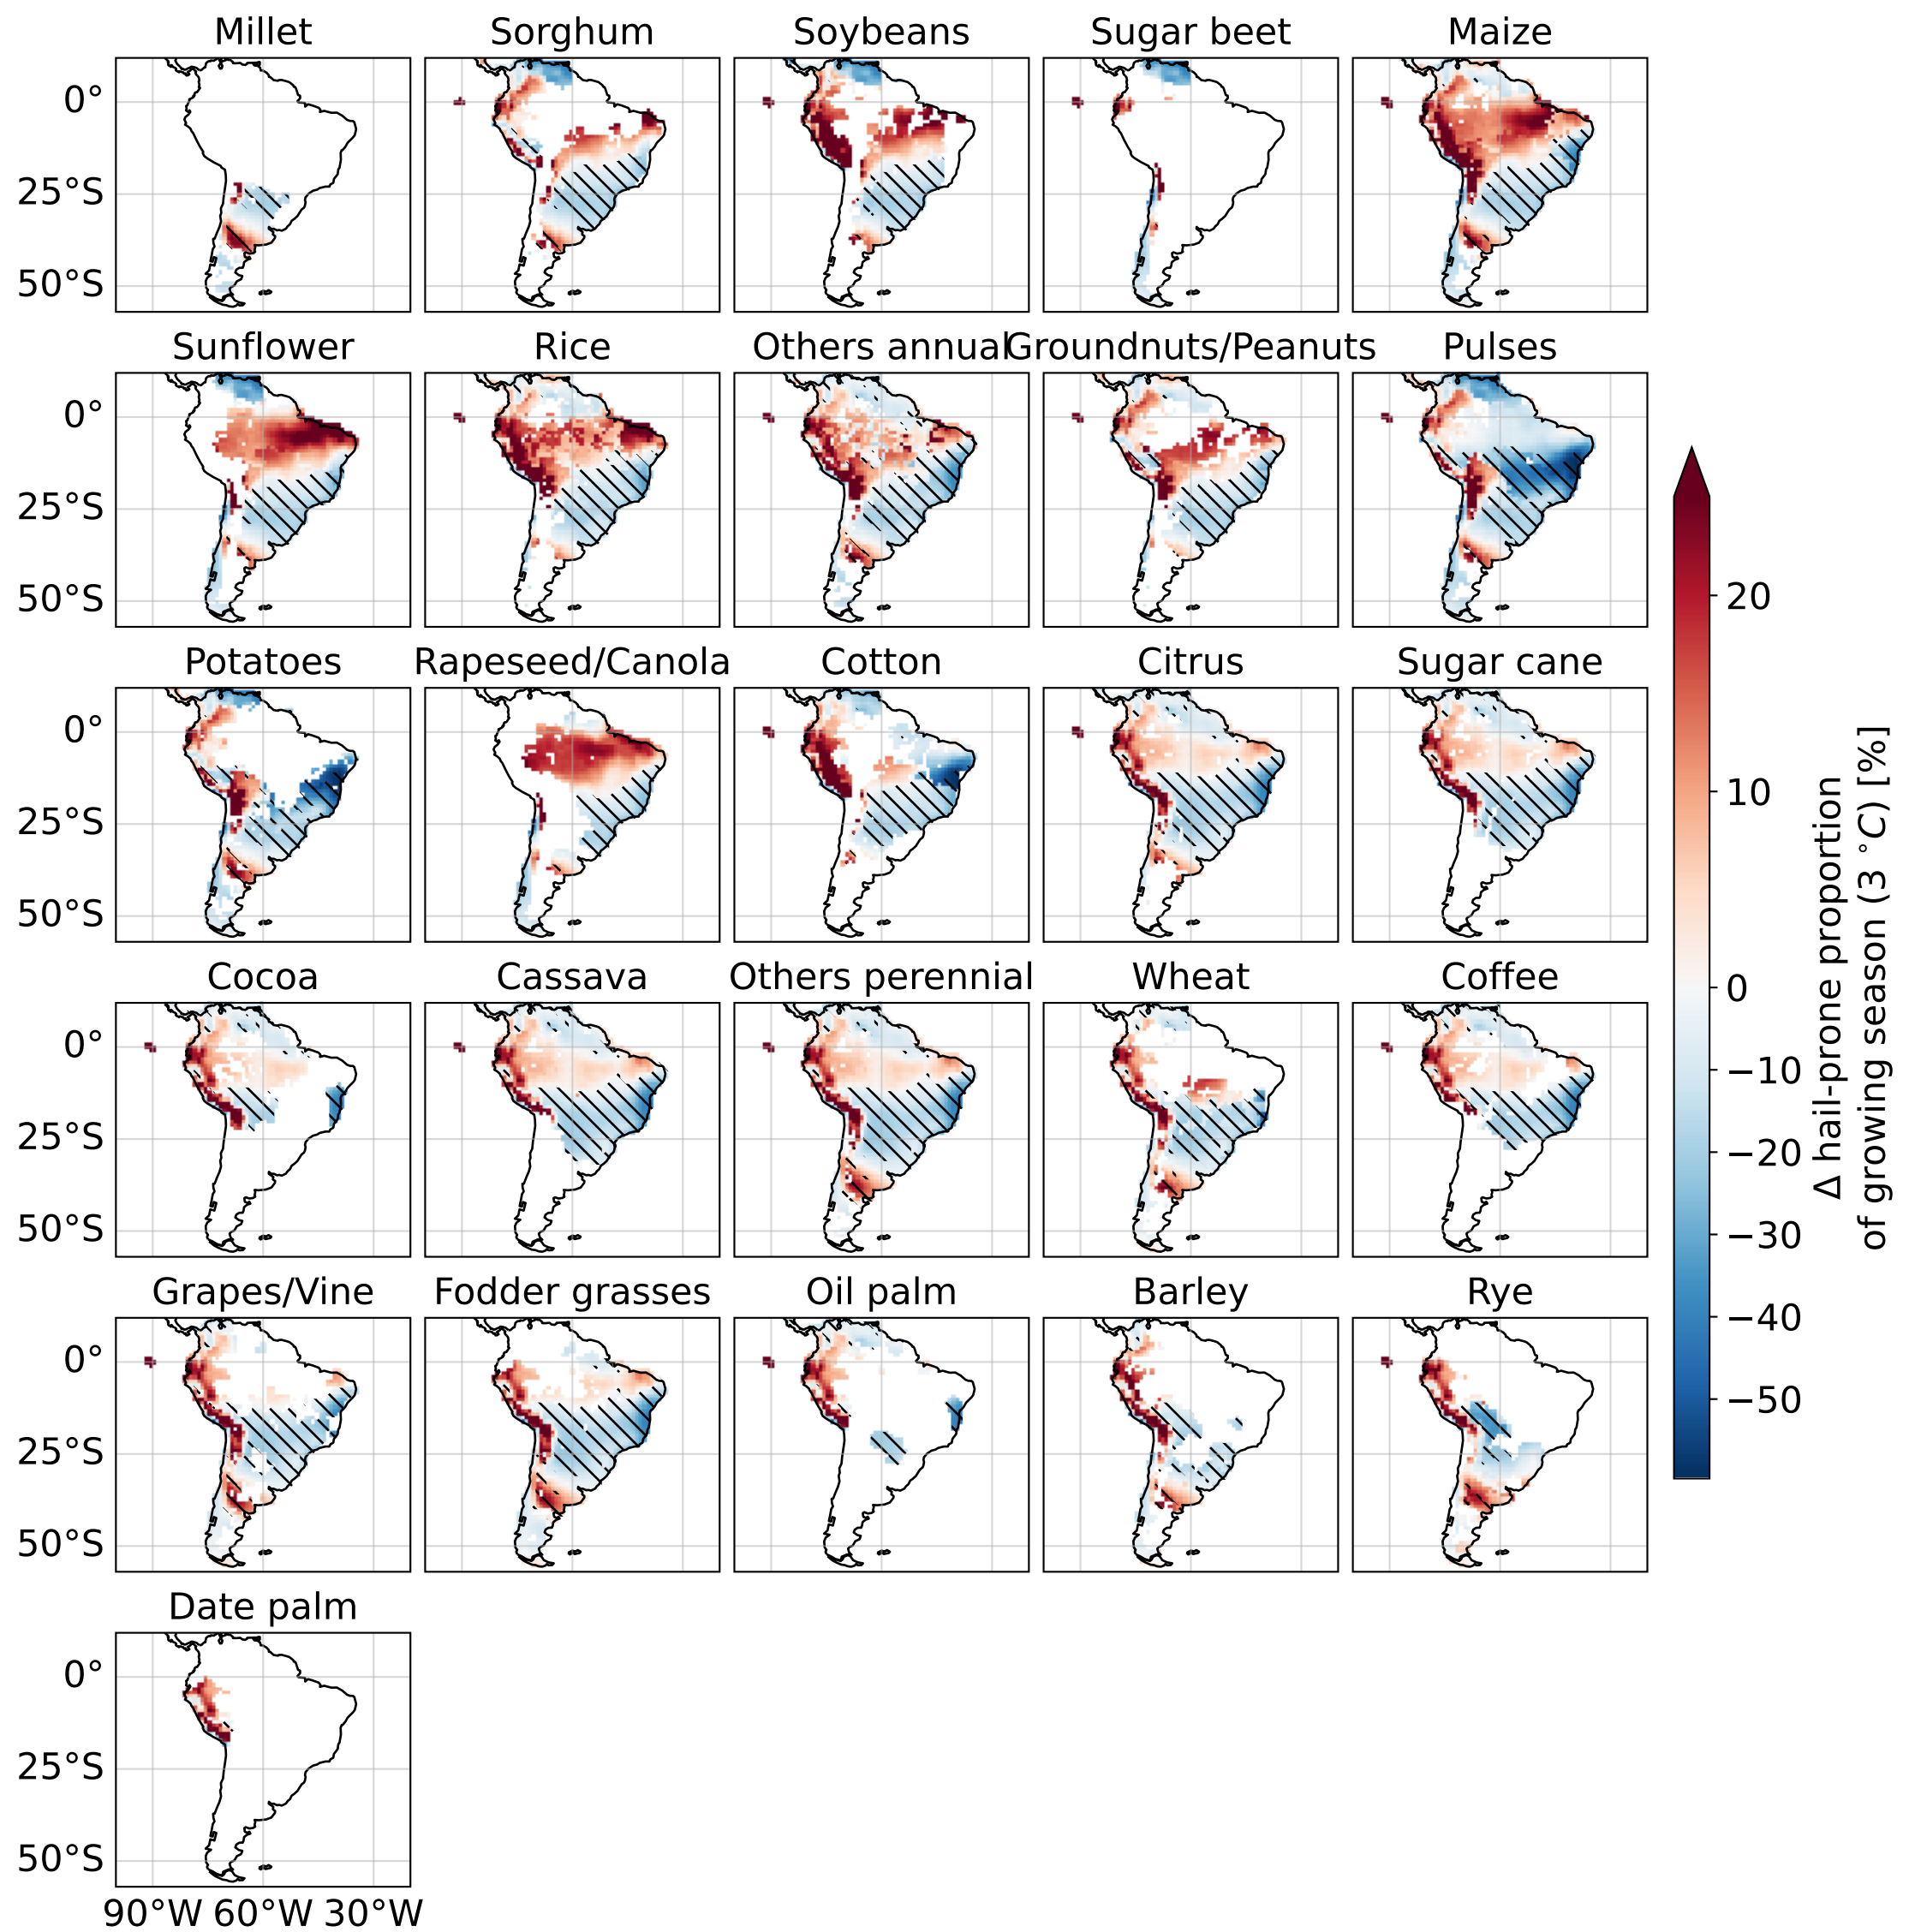 Millet
Sorghum
Soybeans
Sugar beet
Maize
0°
25°S
50°S
Sunflower
Rice
Others annual
Groundnuts/Peanuts
Pulses
0°
25°S
50°S
Potatoes
Rapeseed/Canola
Cotton
Citrus
Sugar cane
0°
25°S
50°S
Cocoa
Cassava
Others perennial
Wheat
Coffee
0°
25°S
50°S
Grapes/Vine
Fodder grasses
Oil palm
Barley
Rye
0°
25°S
50°S
Date palm
0°
25°S
50°S
90°W 60°W 30°W
20
10
0
−10
−20
−30
−40
−50
Δ hail-prone proportion
of growing season (3 °C) [%]